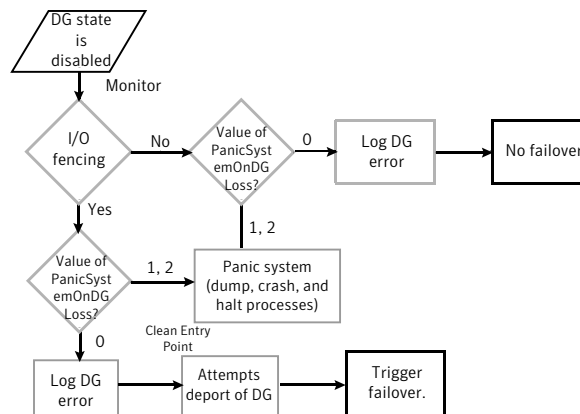 DG state
is
disabled
Monitor
I/O
fencing
No
Value of
PanicSyst
emOnDG
Loss?
0
Log DG
error
No failover
Yes
1, 2
Value of
PanicSyst
emOnDG
Loss?
1, 2
Panic system
(dump, crash, and
halt processes)
0
Clean Entry
Point
Log DG
error
Attempts
deport of DG
Trigger
failover.